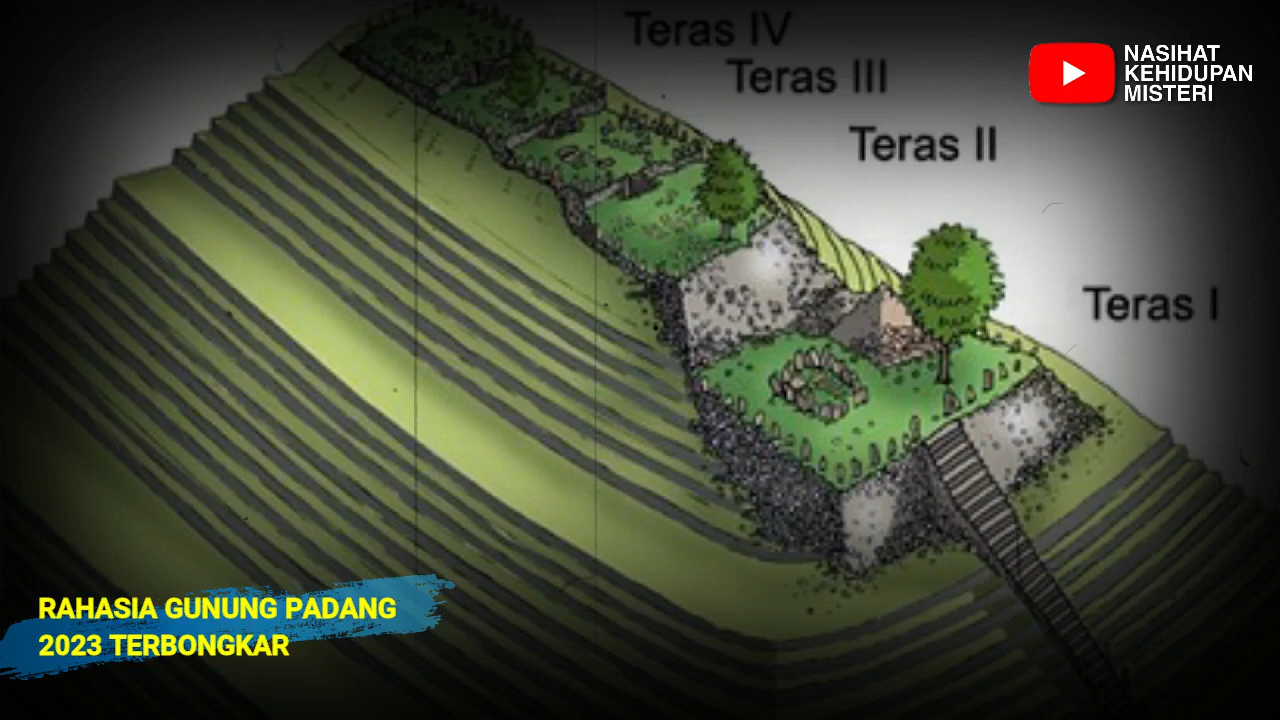 Teras IV
Teras III
Teras II
Teras I
NASIHAT
KEHIDUPAN
MISTERI
RAHASIA GUNUNG PADANG
2023 TERBONGKAR